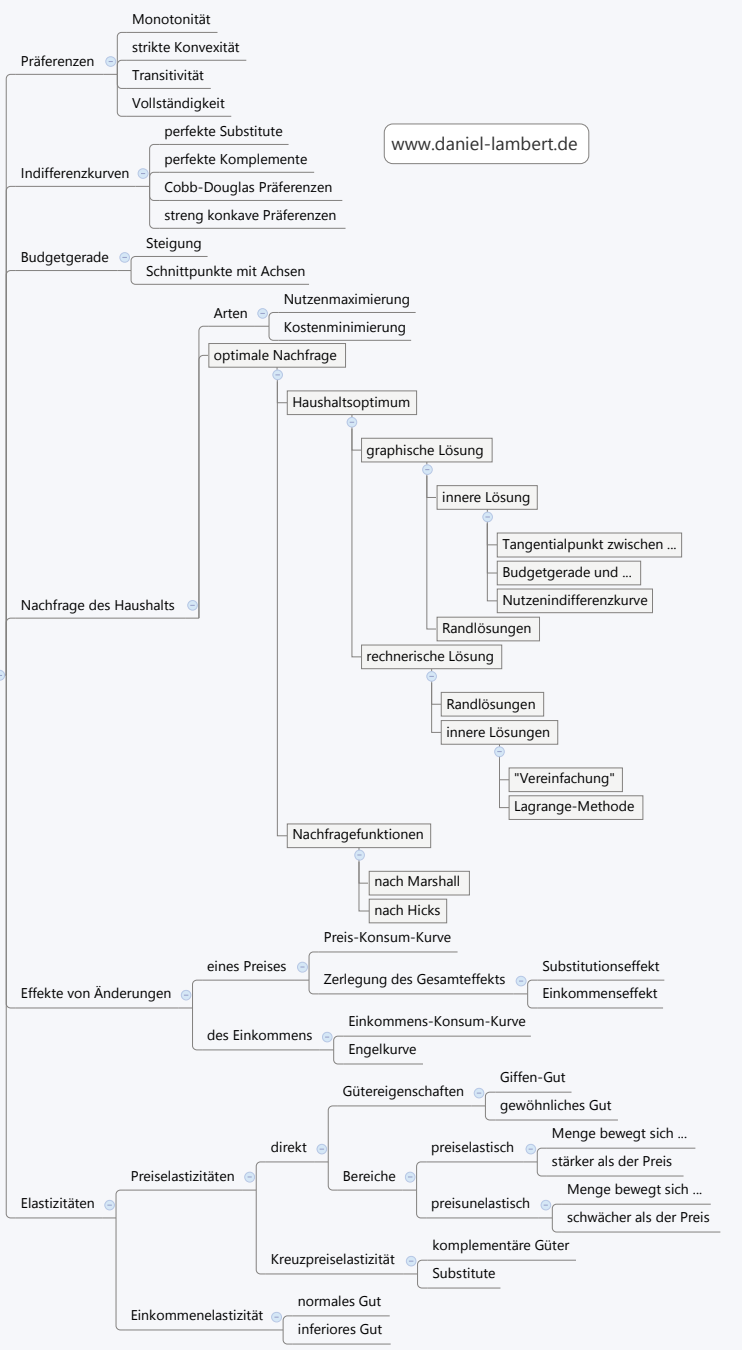 Monotonität
strikte Konvexität
Präferenzen
Transitivität
Vollständigkeit
perfekte Substitute
www.daniel-lambert.de
perfekte Komplemente
Indifferenzkurven
Cobb-Douglas Präferenzen
streng konkave Präferenzen
Steigung
Budgetgerade
Schnittpunkte mit Achsen
Nutzenmaximierung
Arten
Kostenminimierung
optimale Nachfrage
Haushaltsoptimum
graphische Lösung
innere Lösung
Tangentialpunkt zwischen ...
Budgetgerade und ...
Nutzenindifferenzkurve
Nachfrage des Haushalts
Randlösungen
rechnerische Lösung
Randlösungen
innere Lösungen
"Vereinfachung"
Lagrange-Methode
Nachfragefunktionen
nach Marshall
nach Hicks
Preis-Konsum-Kurve
eines Preises
Zerlegung des Gesamteffekts
Substitutionseffekt
Einkommenseffekt
Effekte von Änderungen
Einkommens-Konsum-Kurve
des Einkommens
Engelkurve
Giffen-Gut
Gütereigenschaften
gewöhnliches Gut
direkt
Menge bewegt sich ...
preiselastisch
stärker als der Preis
Preiselastizitäten
Bereiche
Menge bewegt sich ...
preisunelastisch
schwächer als der Preis
Elastizitäten
komplementäre Güter
Kreuzpreiselastizität
Substitute
normales Gut
Einkommenelastizität
inferiores Gut